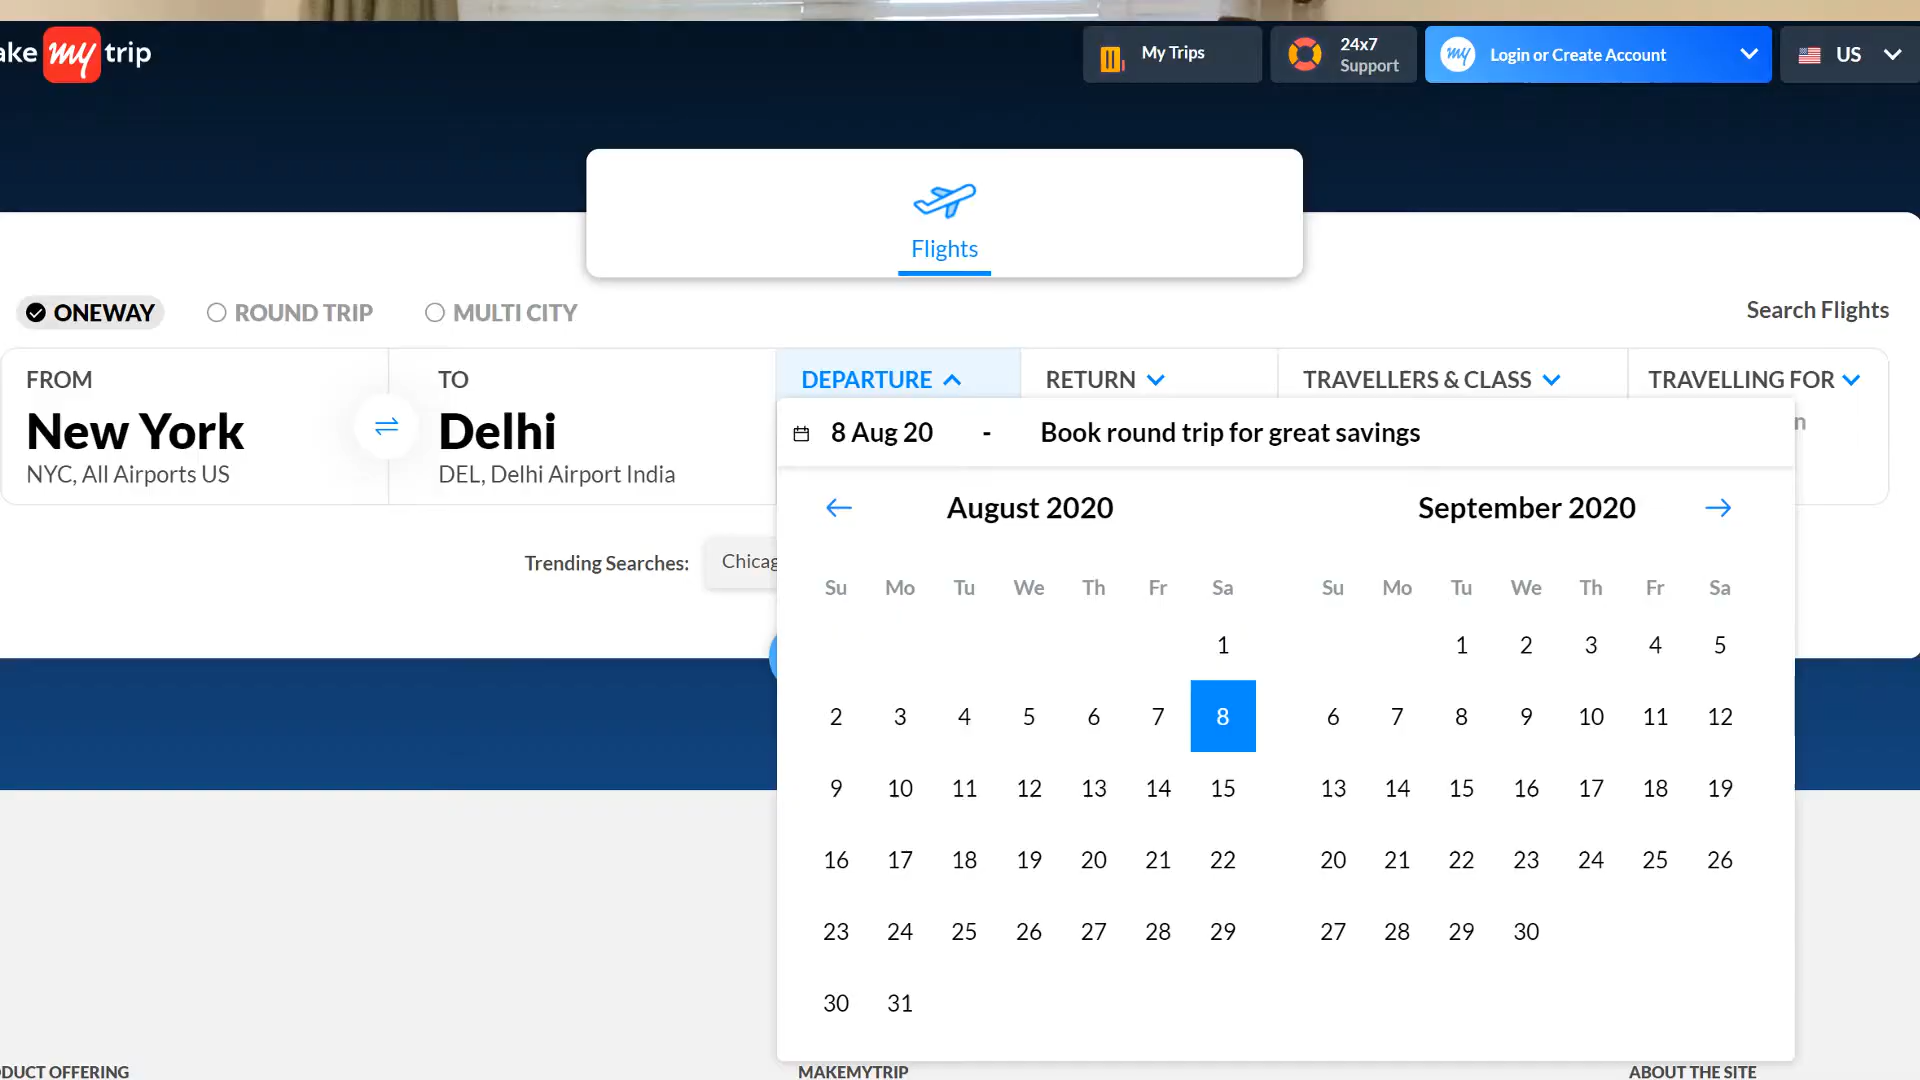 ake my trip
My Trips
24x7
Support
my Login or Create Account
US
Flights
ONEWAY ROUND TRIP MULTI CITY
Search Flights
FROM
New York
NYC, All Airports US
TO
Delhi
DEL, Delhi Airport India
DEPARTURE
RETURN
TRAVELLERS & CLASS
TRAVELLING FOR
n
8 Aug 20 - Book round trip for great savings
Trending Searches: Chicag
August 2020
Su Mo Tu We Th Fr Sa
1
2 3 4 5 6 7 8
9 10 11 12 13 14 15
16 17 18 19 20 21 22
23 24 25 26 27 28 29
30 31
September 2020
Su Mo Tu We Th Fr Sa
1 2 3 4 5
6 7 8 9 10 11 12
13 14 15 16 17 18 19
20 21 22 23 24 25 26
27 28 29 30
DUCT OFFERING
MAKEMYTRIP
ABOUT THE SITE